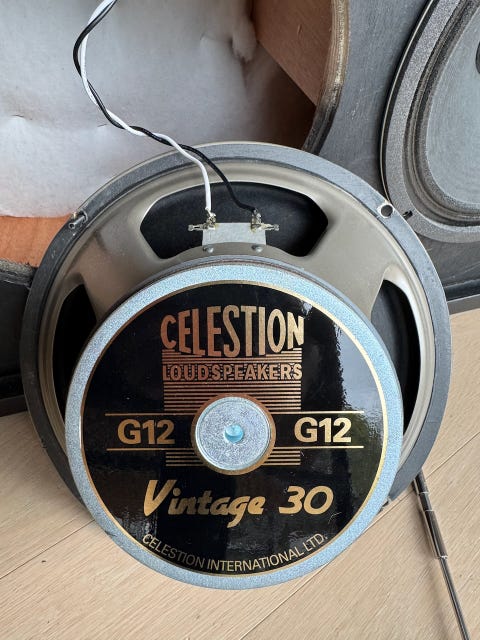 CELESTION
LOUDSPEAKERS
G12 G12
Vintage 30
CELESTION INTERNATIONAL LTD.